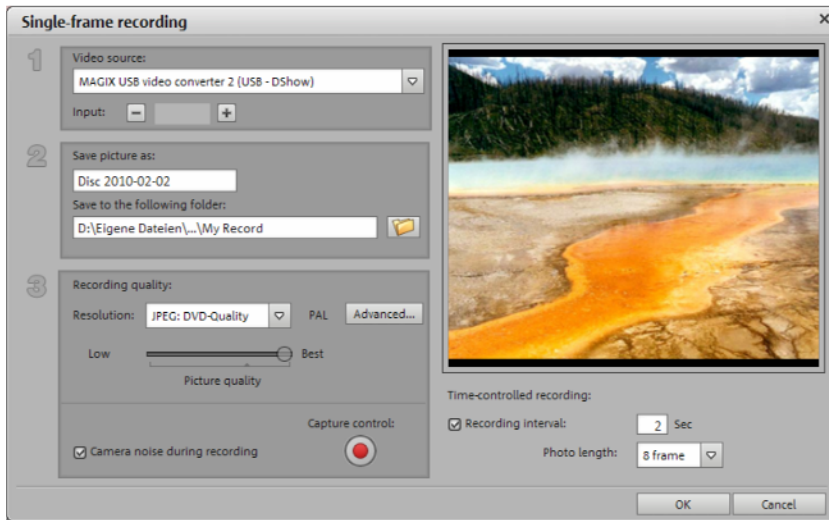 Single-frame recording
1
Video source:
MAGIX USB video converter 2 (USB - DShow)
Input:
2
Save picture as:
Disc 2010-02-02
Save to the following folder:
D:\Eigene Dateien\...\My Record
3
Recording quality:
Resolution: JPEG: DVD-Quality PAL Advanced...
Low Best
Picture quality
Capture control:
Camera noise during recording
Time-controlled recording:
Recording interval: 2 Sec
Photo length: 8 frame
OK Cancel